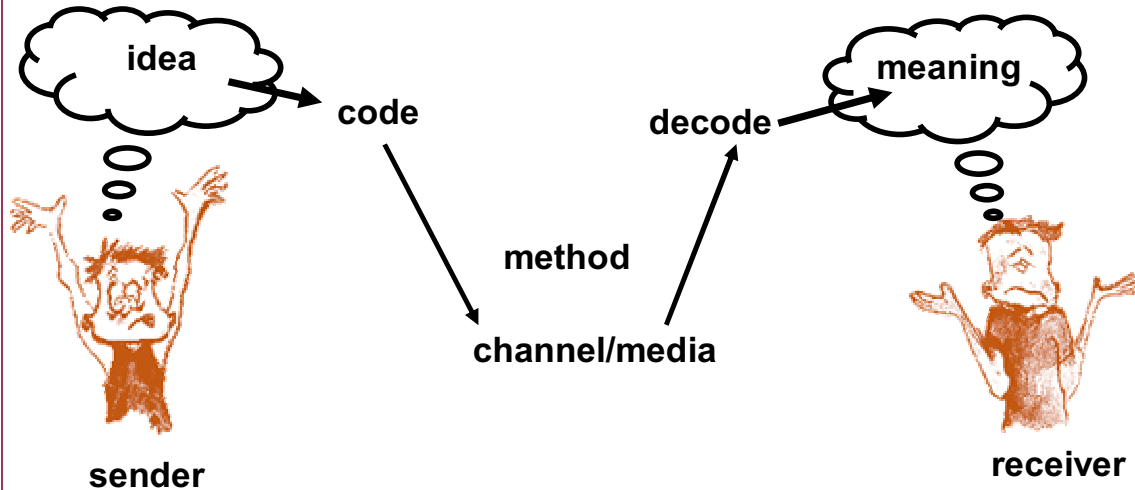 idea
code
method
channel/media
decode
meaning
sender
receiver